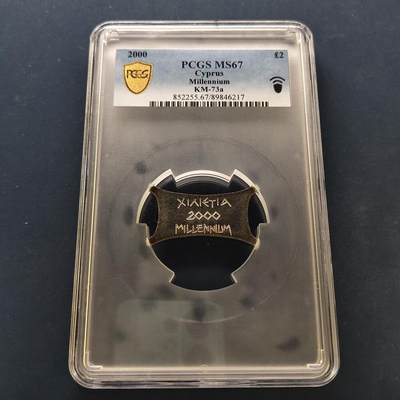 2000 £2
PCGS MS67
PCGS
Cyprus
Millennium
KM-73a
852255.67/89846217
ΧΙΛΙΕΤΙΑ
2000
MILLENNIUM